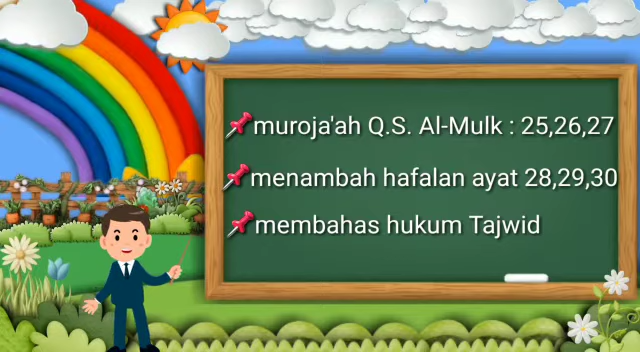 muroja'ah Q.S. Al-Mulk : 25,26,27
menambah hafalan ayat 28,29,30
membahas hukum Tajwid